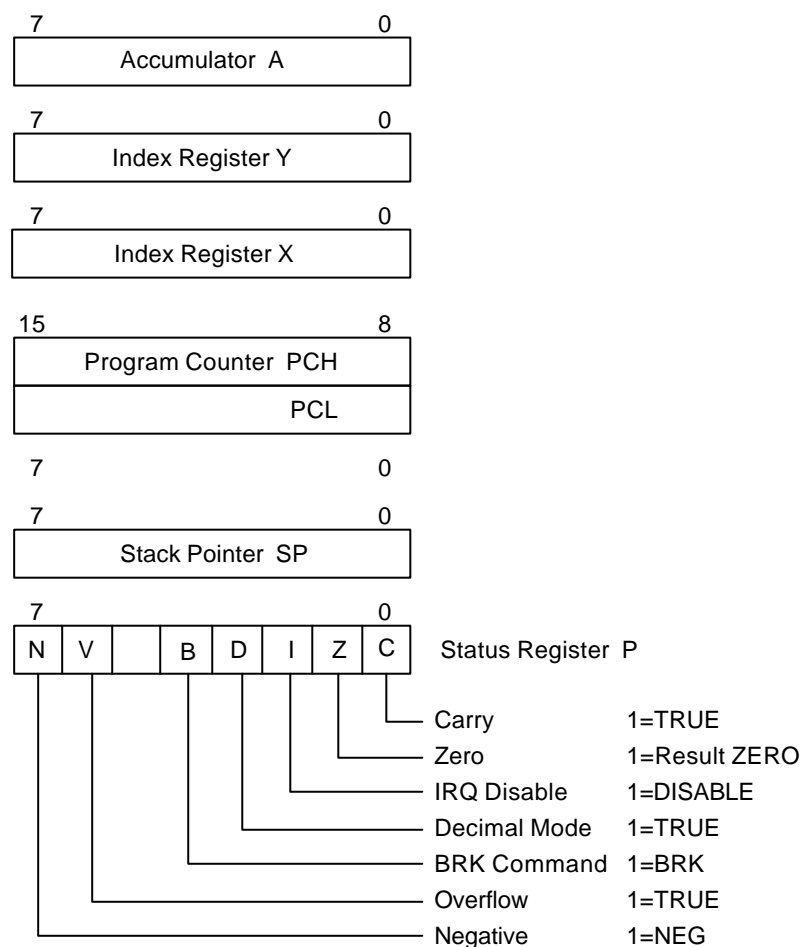 7 0
Accumulator A
7 0
Index Register Y
7 0
Index Register X
15 8
Program Counter PCH
PCL
7 0
7 0
Stack Pointer SP
7 0
N V B D I Z C Status Register P
Carry 1=TRUE
Zero 1=Result ZERO
IRQ Disable 1=DISABLE
Decimal Mode 1=TRUE
BRK Command 1=BRK
Overflow 1=TRUE
Negative 1=NEG